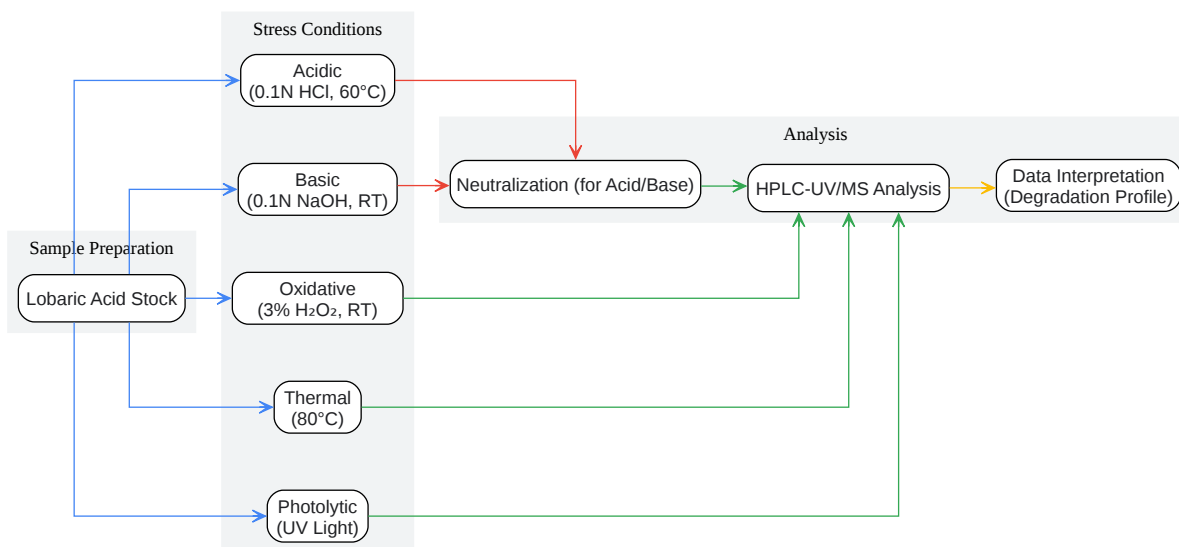 Stress Conditions
Acidic
(0.1N HCl, 60°C)
Analysis
Basic
(0.1N NaOH, RT)
Neutralization (for Acid/Base)
HPLC-UV/MS Analysis
Data Interpretation
(Degradation Profile)
Sample Preparation
Lobaric Acid Stock
Oxidative
(3% H₂O₂, RT)
Thermal
(80°C)
Photolytic
(UV Light)